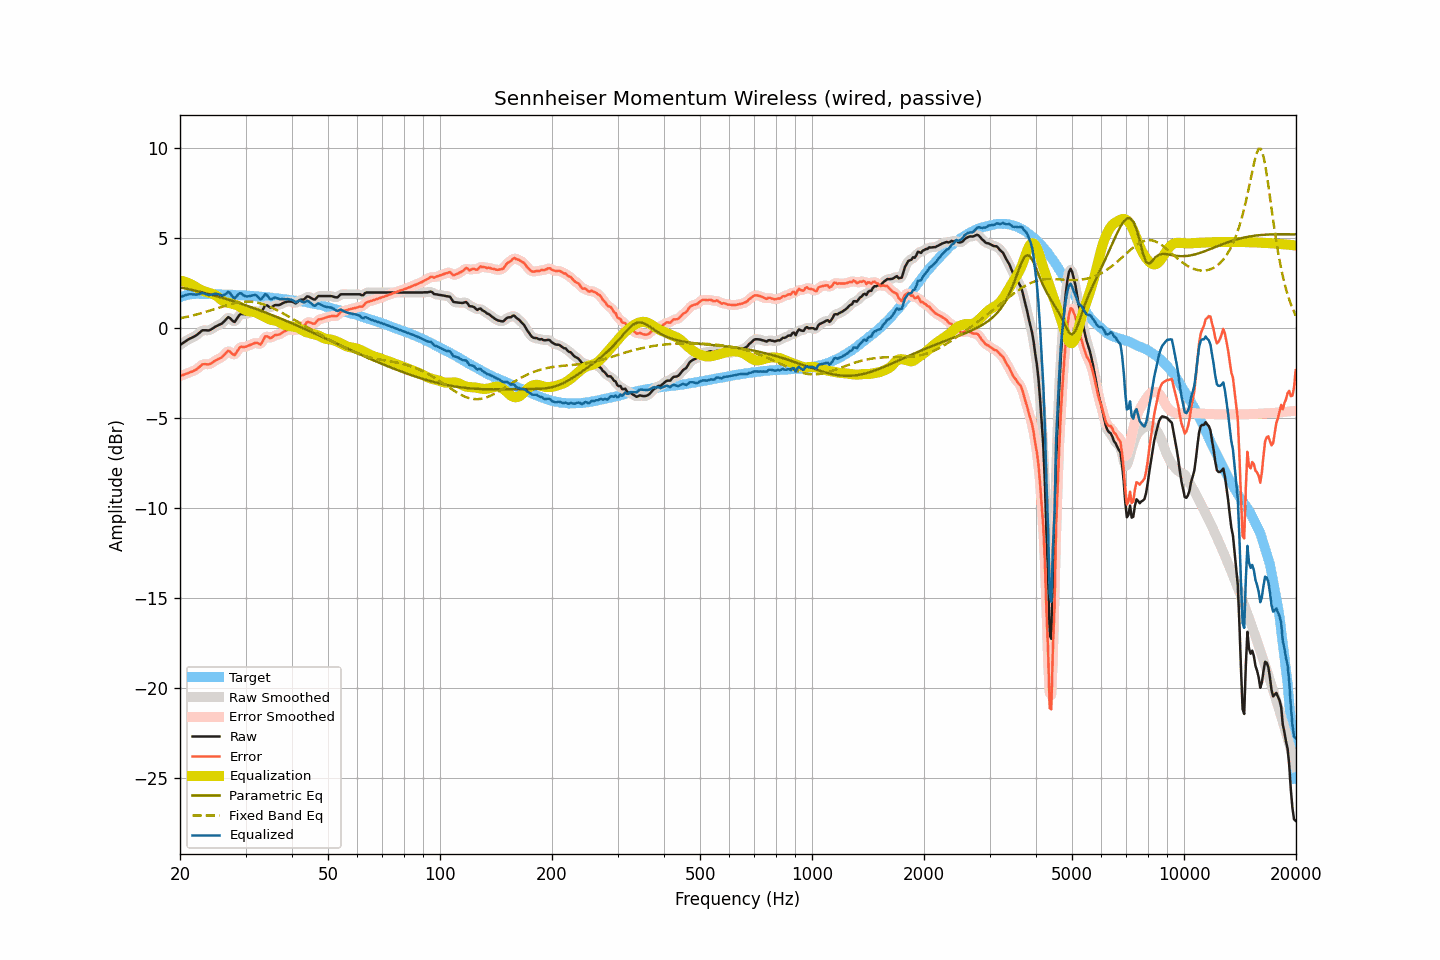 Sennheiser Momentum Wireless (wired, passive)
10
5
0
−5
−10
−15
−20
−25
Amplitude (dBr)
Target
Raw Smoothed
Error Smoothed
Raw
Error
Equalization
Parametric Eq
Fixed Band Eq
Equalized
20 50 100 200 500 1000 2000 5000 10000 20000
Frequency (Hz)